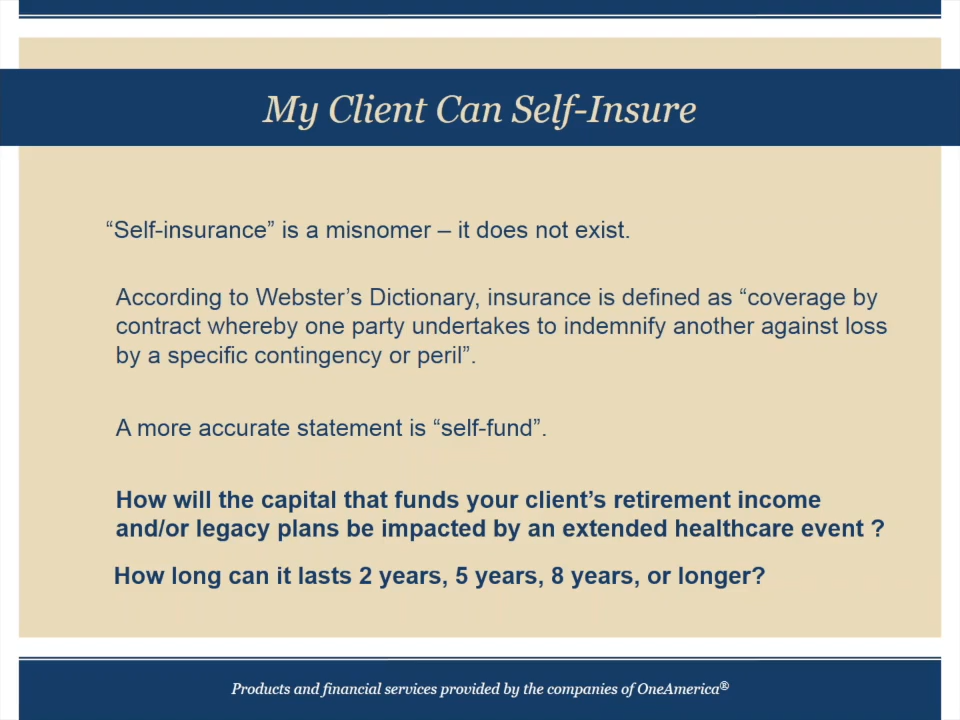 My Client Can Self-Insure
“Self-insurance” is a misnomer – it does not exist.
According to Webster’s Dictionary, insurance is defined as “coverage by
contract whereby one party undertakes to indemnify another against loss
by a specific contingency or peril”.
A more accurate statement is “self-fund”.
How will the capital that funds your client’s retirement income
and/or legacy plans be impacted by an extended healthcare event ?
How long can it lasts 2 years, 5 years, 8 years, or longer?
Products and financial services provided by the companies of OneAmerica®